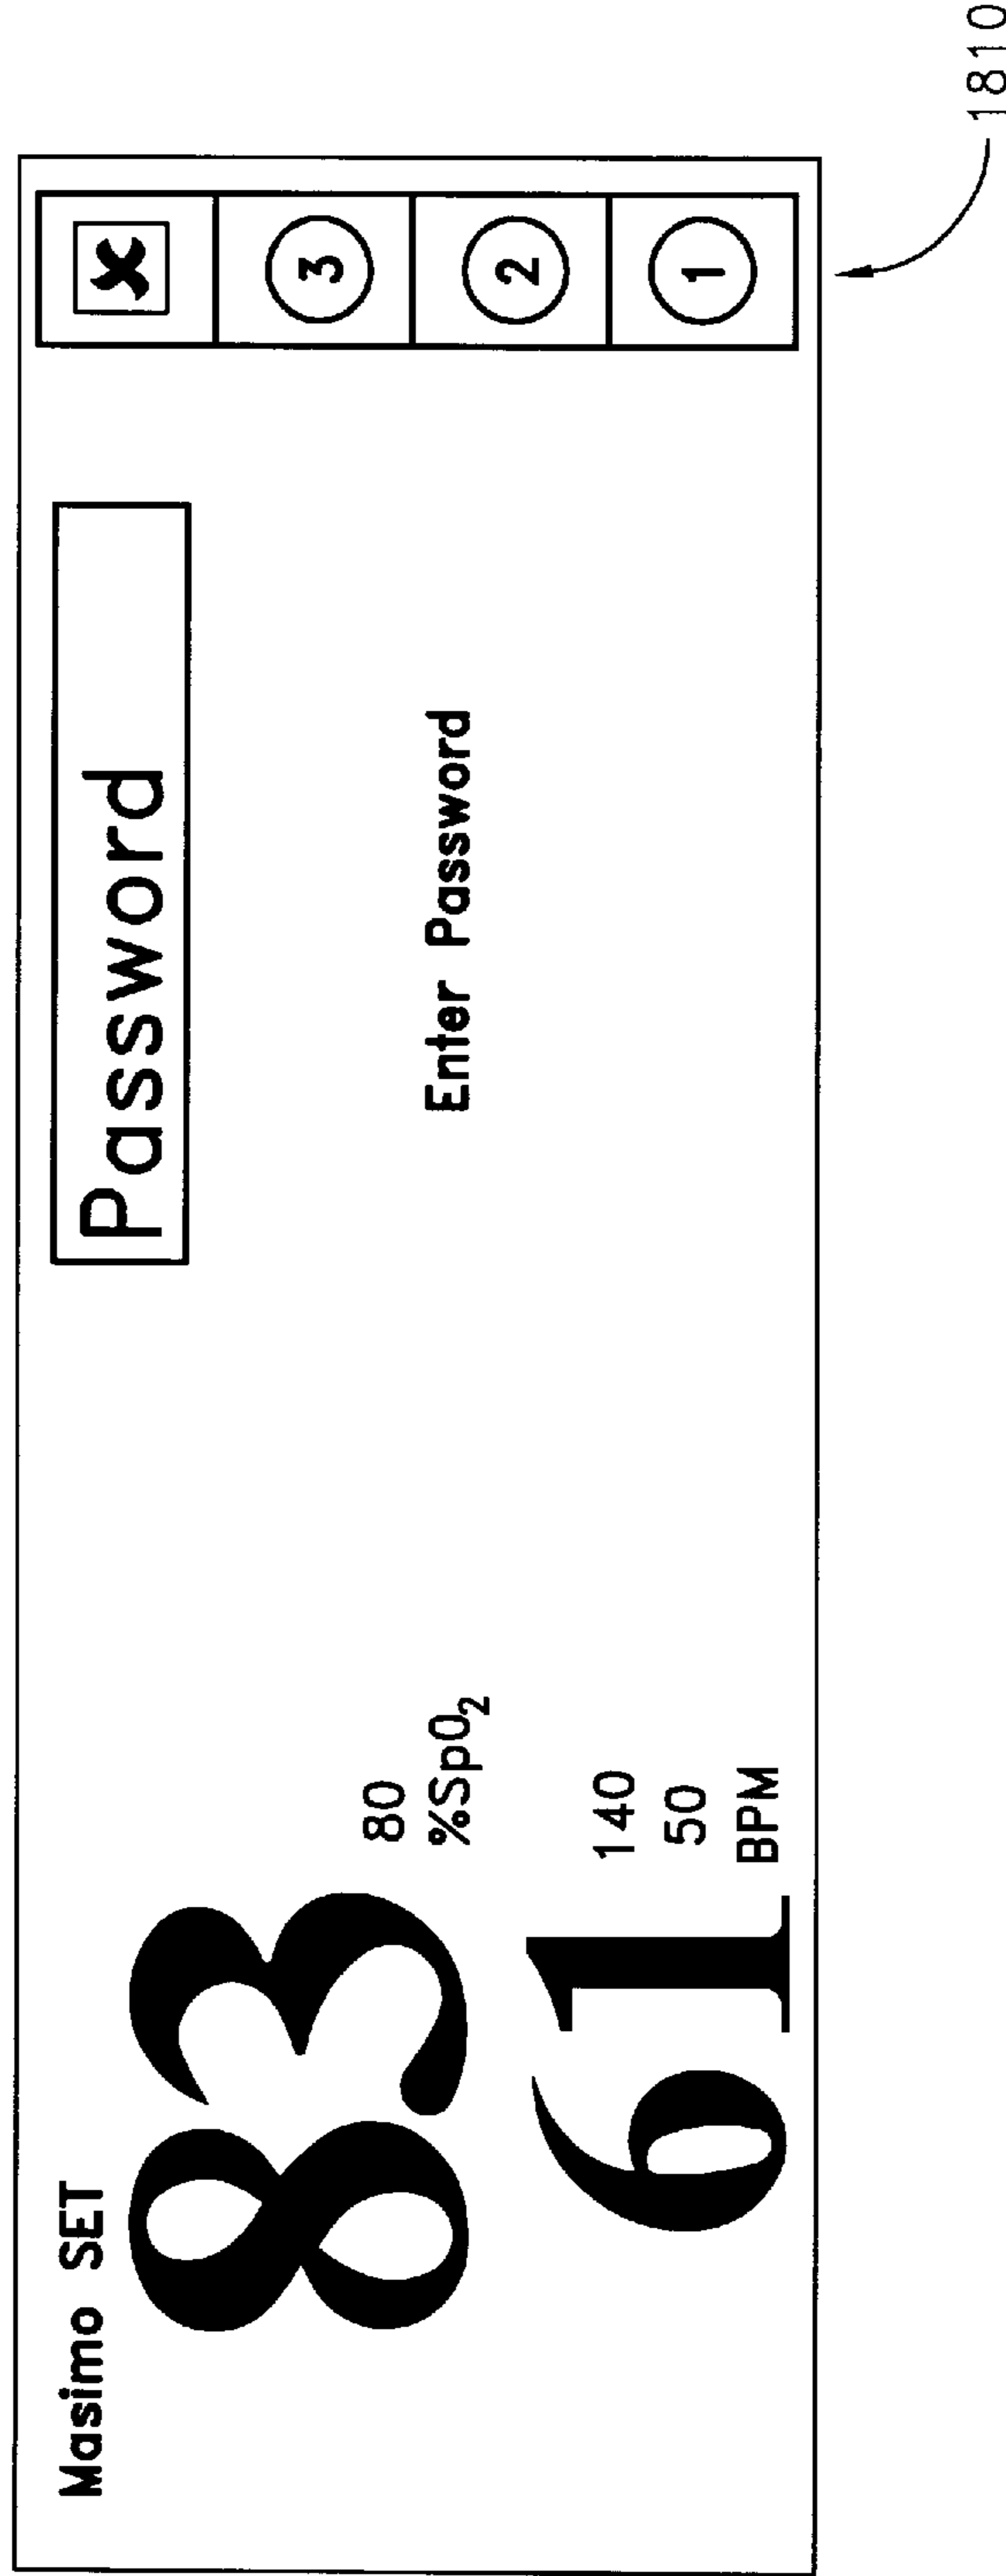 Masimo SET
83
80
%SpO₂
61
140
50
BPM
Password
Enter Password
3
2
1
1810